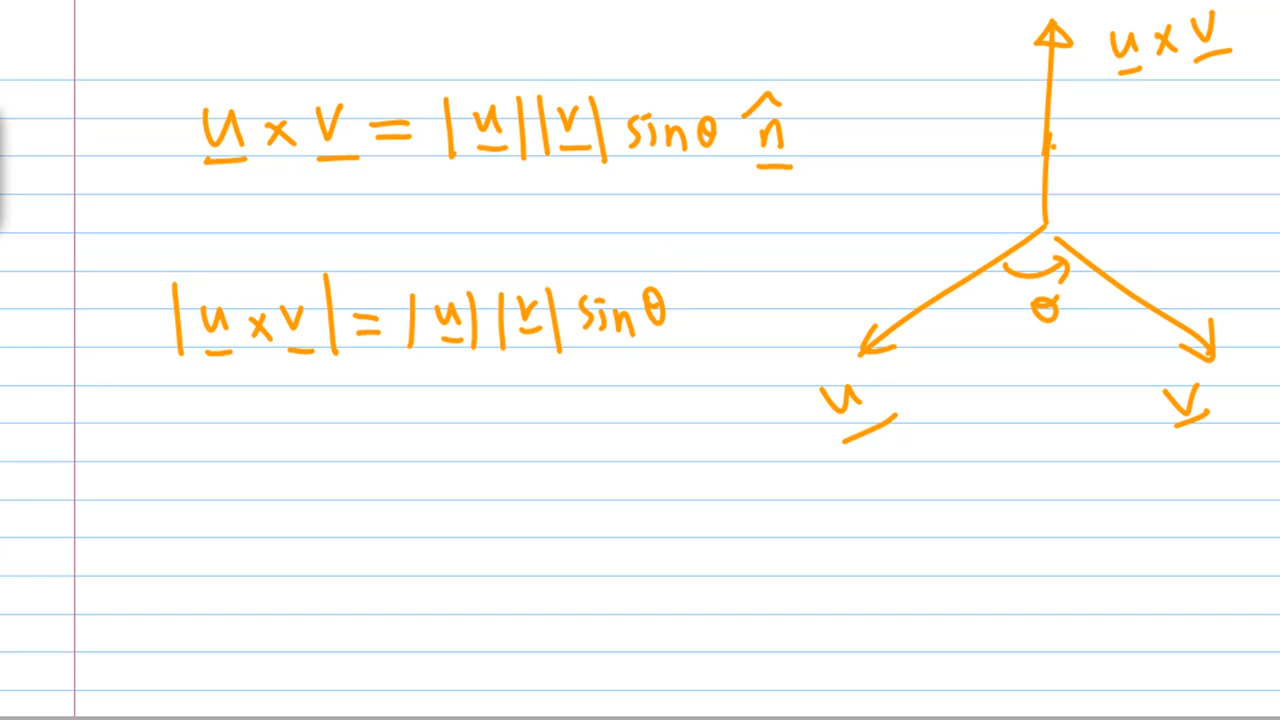 u × v = |u||v| sinθ n̂
|u × v| = |u||v| sinθ
u × v
θ
u
v